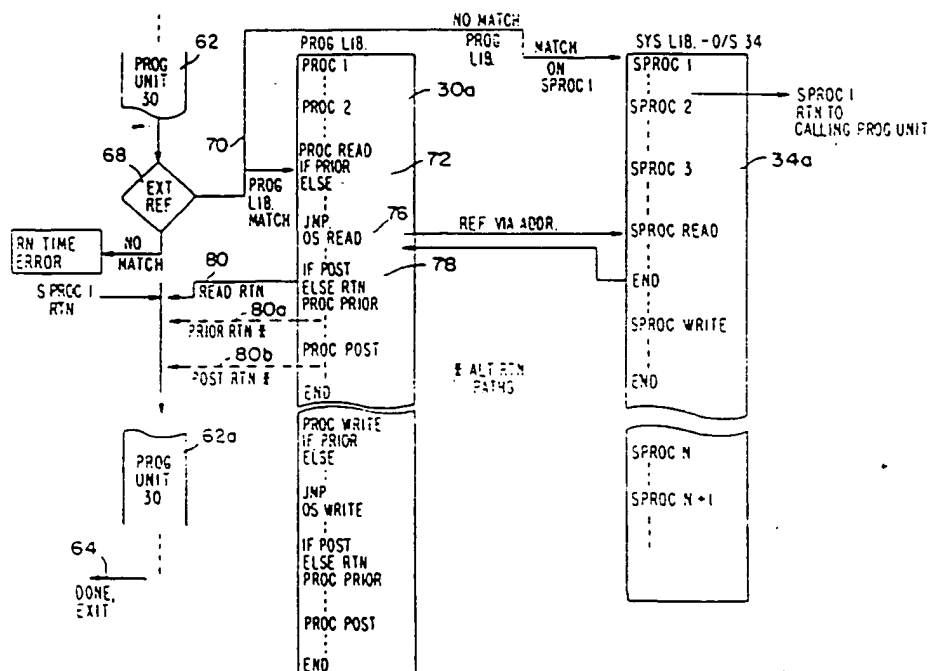 62
PROG
UNIT
30
68
EXT
REF
NO
MATCH
RN TIME
ERROR
SPROC 1
RTN
62a
PROG
UNIT
30
64
DONE,
EXIT
70
PROG
LIB.
MATCH
80
READ RTN
80a
PRIOR RTN
80b
POST RTN
PROG LIB.
PROC 1
30a
PROC 2
PROC READ
IF PRIOR
ELSE
72
JMP
OS READ
76
IF POST
ELSE RTN
PROC PRIOR
78
PROC POST
END
PROC WRITE
IF PRIOR
ELSE
JMP
OS WRITE
IF POST
ELSE RTN
PROC PRIOR
PROC POST
END
NO MATCH
PROG
LIB.
MATCH
ON
SPROC 1
REF VIA ADDR.
ALT RTN
PATHS
SYS LIB.-O/S 34
SPROC 1
SPROC 2
SPROC 3
34a
SPROC READ
END
SPROC WRITE
END
SPROC N
SPROC N+1
SPROC 1
RTN TO
CALLING PROG UNIT